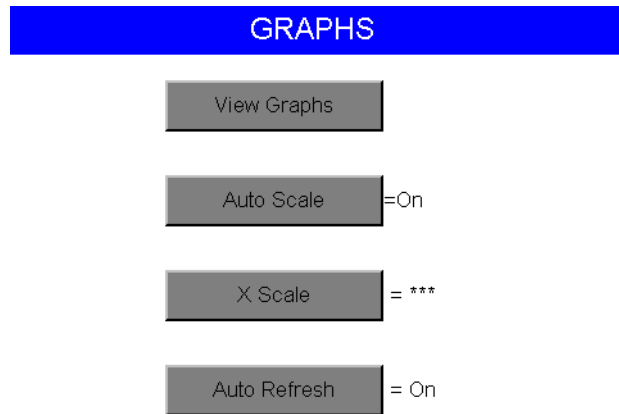 GRAPHS
View Graphs
Auto Scale =On
X Scale = ***
Auto Refresh = On